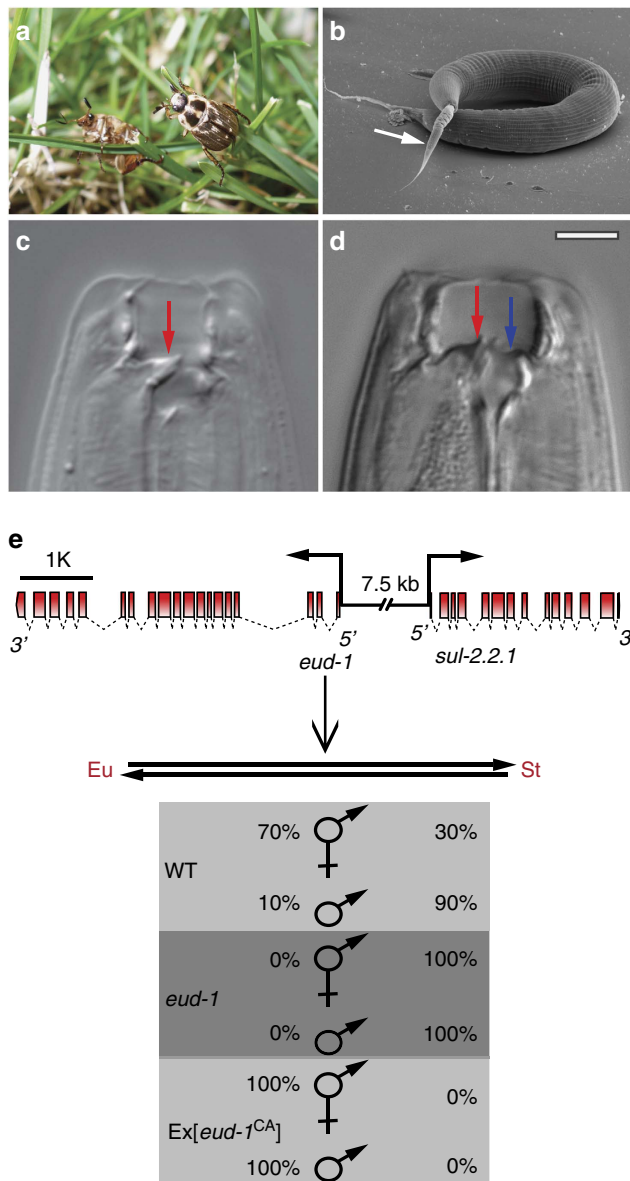 a
b
c
d
e
1K
7.5 kb
3'
5'
5'
3'
eud-1
sul-2.2.1
Eu
St
70%
30%
WT
10%
90%
0%
100%
eud-1
0%
100%
100%
0%
Ex[eud-1CA]
100%
0%